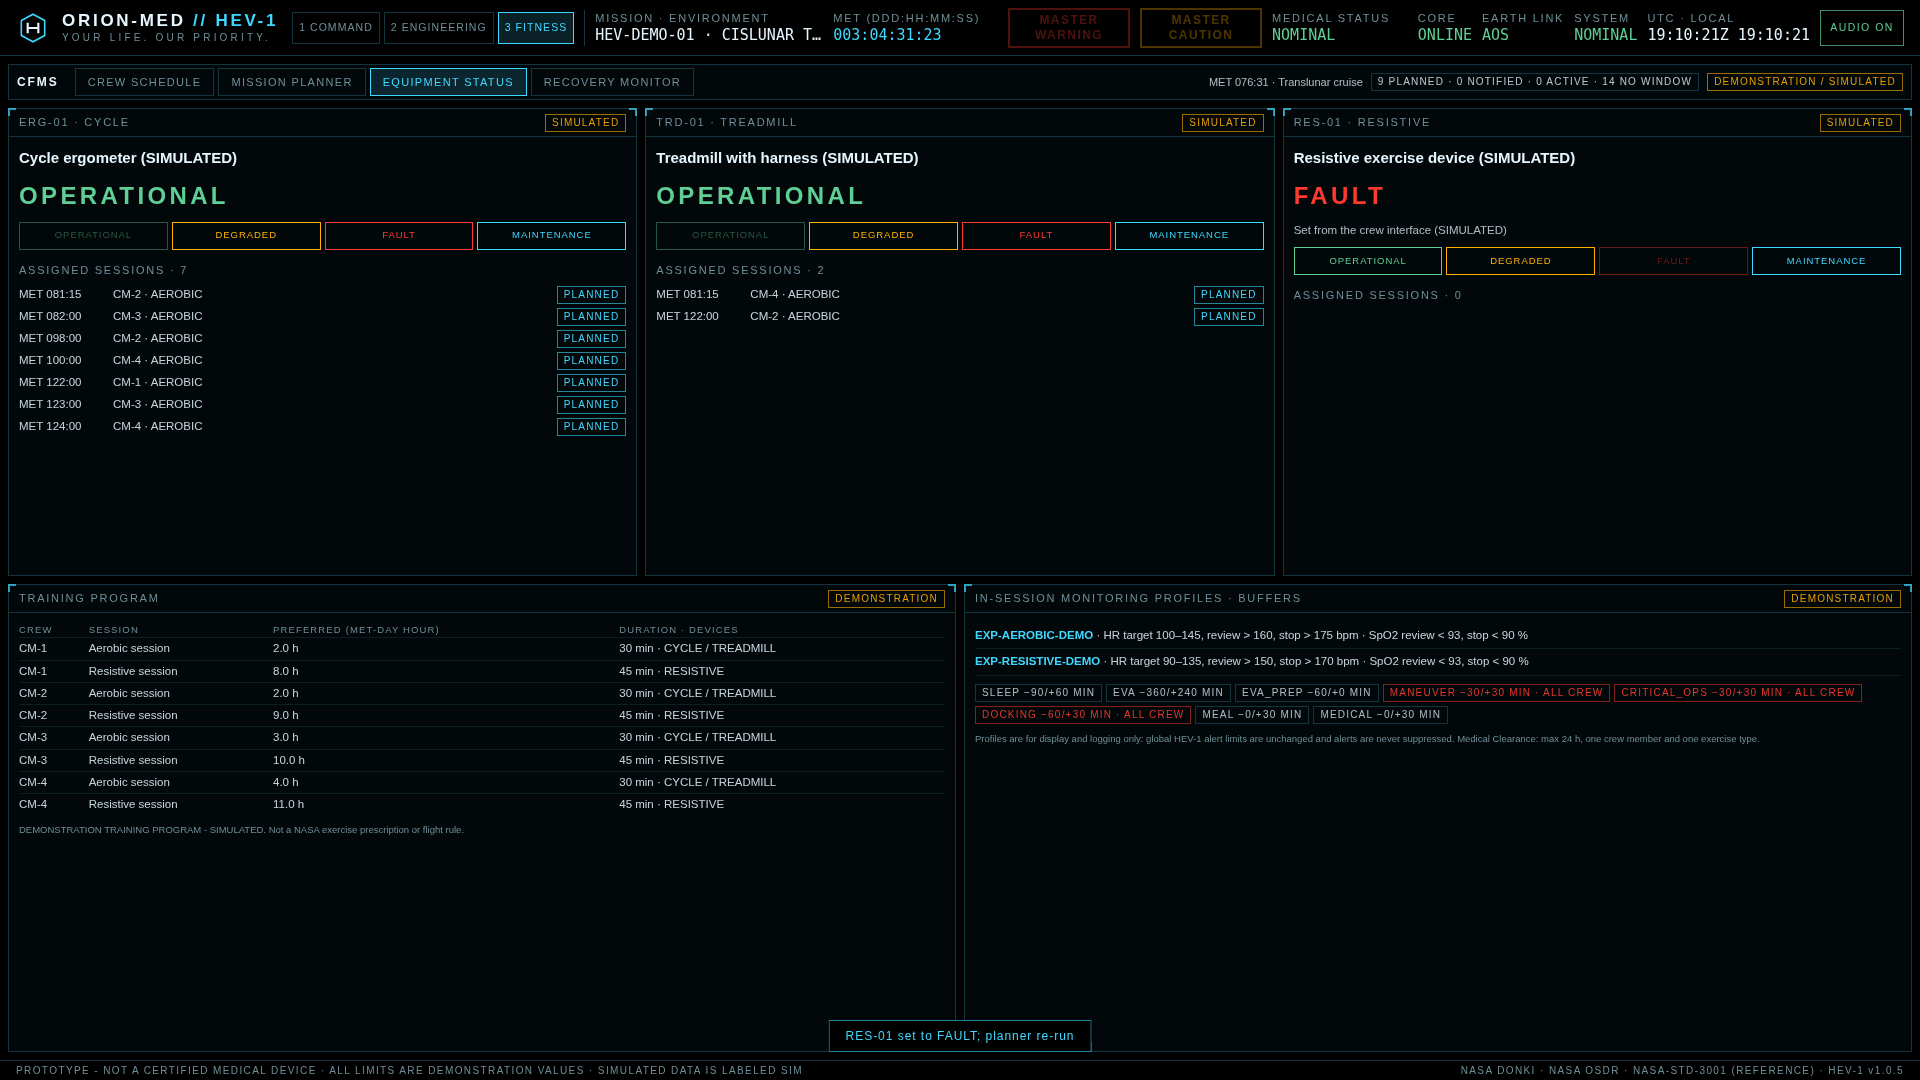 ORION-MED // HEV-1
YOUR LIFE. OUR PRIORITY.
1 COMMAND
2 ENGINEERING
3 FITNESS
MISSION · ENVIRONMENT
HEV-DEMO-01 · CISLUNAR T…
MET (DDD:HH:MM:SS)
003:04:31:23
MASTER WARNING
MASTER CAUTION
MEDICAL STATUS
NOMINAL
CORE
ONLINE
EARTH LINK
AOS
SYSTEM
NOMINAL
UTC · LOCAL
19:10:21Z 19:10:21
AUDIO ON
CFMS
CREW SCHEDULE
MISSION PLANNER
EQUIPMENT STATUS
RECOVERY MONITOR
MET 076:31 · Translunar cruise
9 PLANNED · 0 NOTIFIED · 0 ACTIVE · 14 NO WINDOW
DEMONSTRATION / SIMULATED
ERG-01 · CYCLE
SIMULATED
Cycle ergometer (SIMULATED)
OPERATIONAL
OPERATIONAL
DEGRADED
FAULT
MAINTENANCE
ASSIGNED SESSIONS · 7
MET 081:15 CM-2 · AEROBIC PLANNED
MET 082:00 CM-3 · AEROBIC PLANNED
MET 098:00 CM-2 · AEROBIC PLANNED
MET 100:00 CM-4 · AEROBIC PLANNED
MET 122:00 CM-1 · AEROBIC PLANNED
MET 123:00 CM-3 · AEROBIC PLANNED
MET 124:00 CM-4 · AEROBIC PLANNED
TRD-01 · TREADMILL
SIMULATED
Treadmill with harness (SIMULATED)
OPERATIONAL
OPERATIONAL
DEGRADED
FAULT
MAINTENANCE
ASSIGNED SESSIONS · 2
MET 081:15 CM-4 · AEROBIC PLANNED
MET 122:00 CM-2 · AEROBIC PLANNED
RES-01 · RESISTIVE
SIMULATED
Resistive exercise device (SIMULATED)
FAULT
Set from the crew interface (SIMULATED)
OPERATIONAL
DEGRADED
FAULT
MAINTENANCE
ASSIGNED SESSIONS · 0
TRAINING PROGRAM
DEMONSTRATION
CREW SESSION PREFERRED (MET-DAY HOUR) DURATION · DEVICES
CM-1 Aerobic session 2.0 h 30 min · CYCLE / TREADMILL
CM-1 Resistive session 8.0 h 45 min · RESISTIVE
CM-2 Aerobic session 2.0 h 30 min · CYCLE / TREADMILL
CM-2 Resistive session 9.0 h 45 min · RESISTIVE
CM-3 Aerobic session 3.0 h 30 min · CYCLE / TREADMILL
CM-3 Resistive session 10.0 h 45 min · RESISTIVE
CM-4 Aerobic session 4.0 h 30 min · CYCLE / TREADMILL
CM-4 Resistive session 11.0 h 45 min · RESISTIVE
DEMONSTRATION TRAINING PROGRAM - SIMULATED. Not a NASA exercise prescription or flight rule.
IN-SESSION MONITORING PROFILES · BUFFERS
DEMONSTRATION
EXP-AEROBIC-DEMO · HR target 100–145, review > 160, stop > 175 bpm · SpO2 review < 93, stop < 90 %
EXP-RESISTIVE-DEMO · HR target 90–135, review > 150, stop > 170 bpm · SpO2 review < 93, stop < 90 %
SLEEP −90/+60 MIN EVA −360/+240 MIN EVA_PREP −60/+0 MIN MANEUVER −30/+30 MIN · ALL CREW CRITICAL_OPS −30/+30 MIN · ALL CREW
DOCKING −60/+30 MIN · ALL CREW MEAL −0/+30 MIN MEDICAL −0/+30 MIN
Profiles are for display and logging only: global HEV-1 alert limits are unchanged and alerts are never suppressed. Medical Clearance: max 24 h, one crew member and one exercise type.
RES-01 set to FAULT; planner re-run
PROTOTYPE - NOT A CERTIFIED MEDICAL DEVICE · ALL LIMITS ARE DEMONSTRATION VALUES · SIMULATED DATA IS LABELED SIM
NASA DONKI · NASA OSDR · NASA-STD-3001 (REFERENCE) · HEV-1 v1.0.5